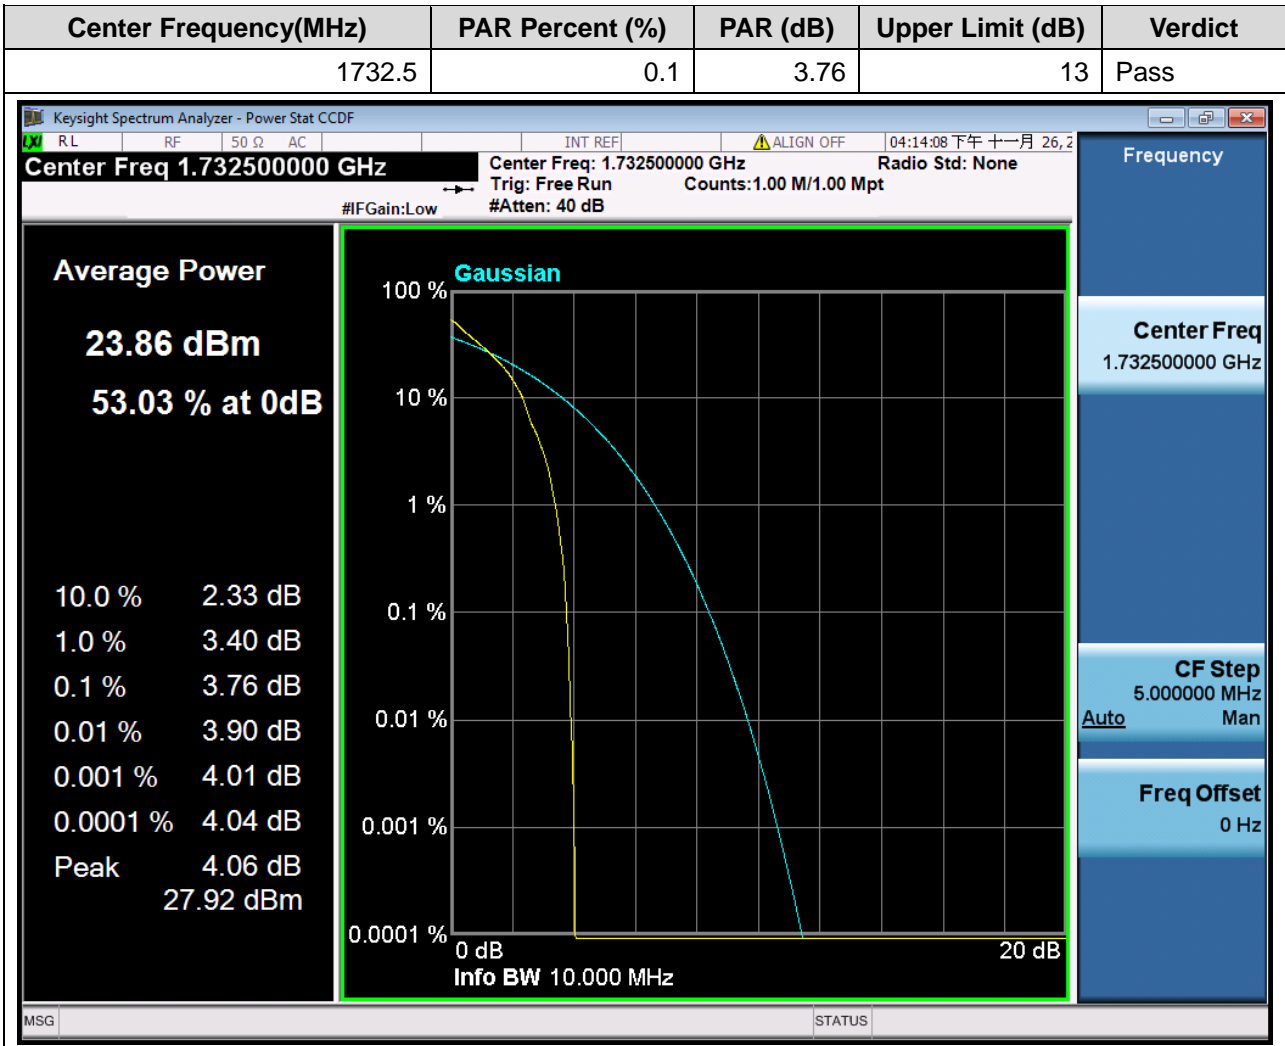 Center Frequency(MHz) PAR Percent (%) PAR (dB) Upper Limit (dB) Verdict
1732.5 0.1 3.76 13 Pass
Keysight Spectrum Analyzer - Power Stat CCDF
LXI RL RF 50 Ω AC INT REF ALIGN OFF 04:14:08 下午 十一月 26, 2
Center Freq 1.732500000 GHz
Center Freq: 1.732500000 GHz Radio Std: None
Trig: Free Run Counts:1.00 M/1.00 Mpt
#IFGain:Low #Atten: 40 dB
Average Power
23.86 dBm
53.03 % at 0dB
10.0 % 2.33 dB
1.0 % 3.40 dB
0.1 % 3.76 dB
0.01 % 3.90 dB
0.001 % 4.01 dB
0.0001 % 4.04 dB
Peak 4.06 dB
27.92 dBm
Gaussian
100 %
10 %
1 %
0.1 %
0.01 %
0.001 %
0.0001 %
0 dB 20 dB
Info BW 10.000 MHz
Frequency
Center Freq
1.732500000 GHz
CF Step
5.000000 MHz
Auto Man
Freq Offset
0 Hz
MSG STATUS